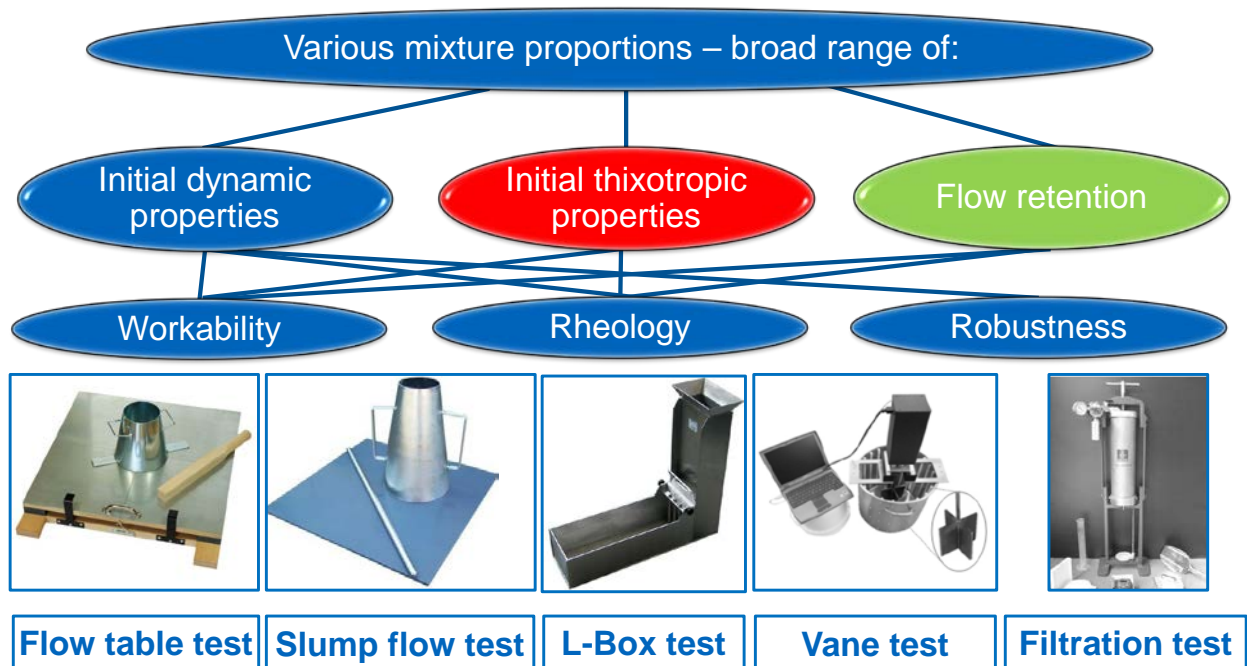 Various mixture proportions – broad range of:
Initial dynamic
properties
Initial thixotropic
properties
Flow retention
Workability
Rheology
Robustness
Flow table test
Slump flow test
L-Box test
Vane test
Filtration test